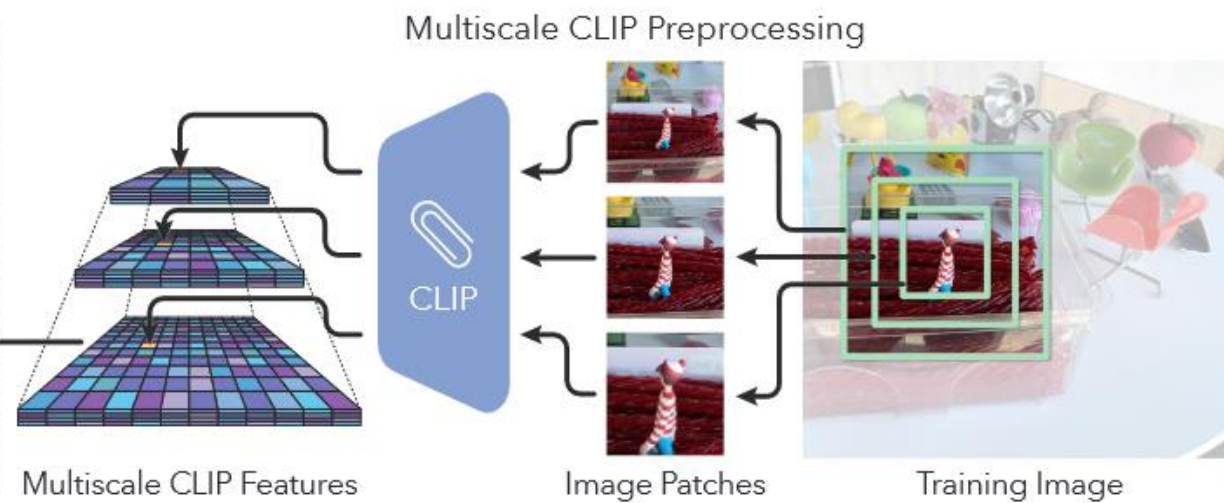 Multiscale CLIP Preprocessing
CLIP
Multiscale CLIP Features
Image Patches
Training Image